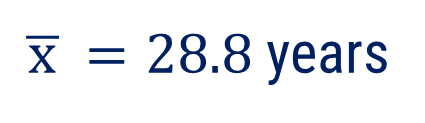 x̅ = 28.8 years